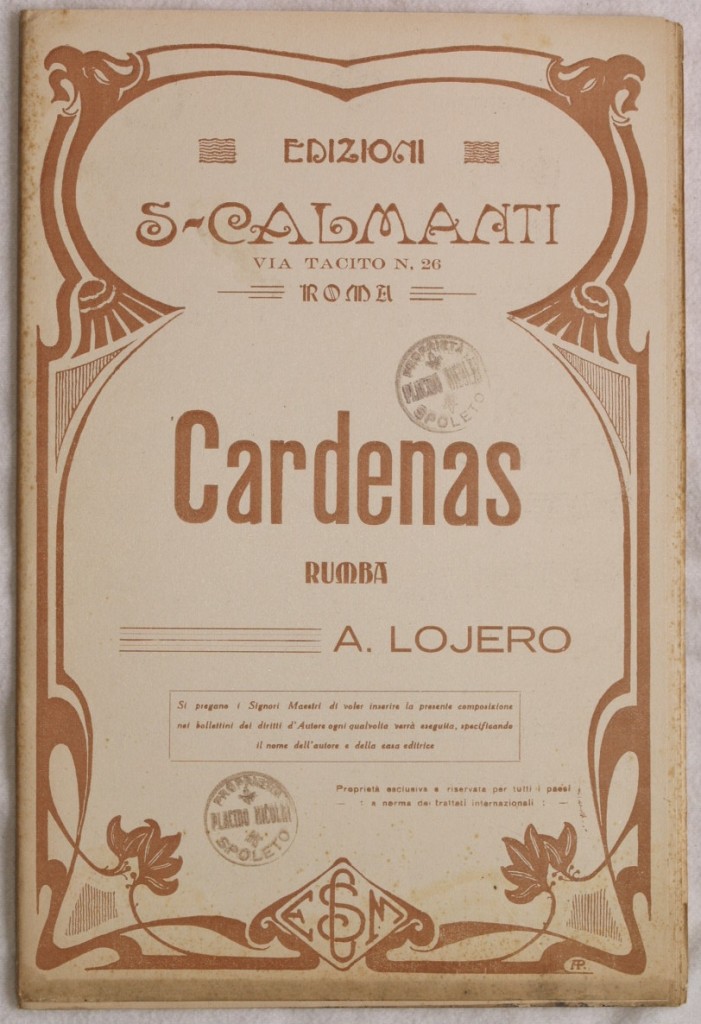 EDIZIONI
S-CALMANTI
VIA TACITO N. 26
ROMA
PROPRIETÀ
PLACIDO NICOLAI
SPOLETO
Cardenas
RUMBA
A. LOJERO
Si pregano i Signori Maestri di voler inserire la presente composizione
nei bollettini dei diritti d'Autore ogni qualvolta verrà eseguita, specificando
il nome dell'autore e della casa editrice
Proprietà esclusiva e riservata per tutti i paesi
— : a norma dei trattati internazionali : —
PROPRIETÀ
PLACIDO NICOLAI
SPOLETO
ESCM
AP.